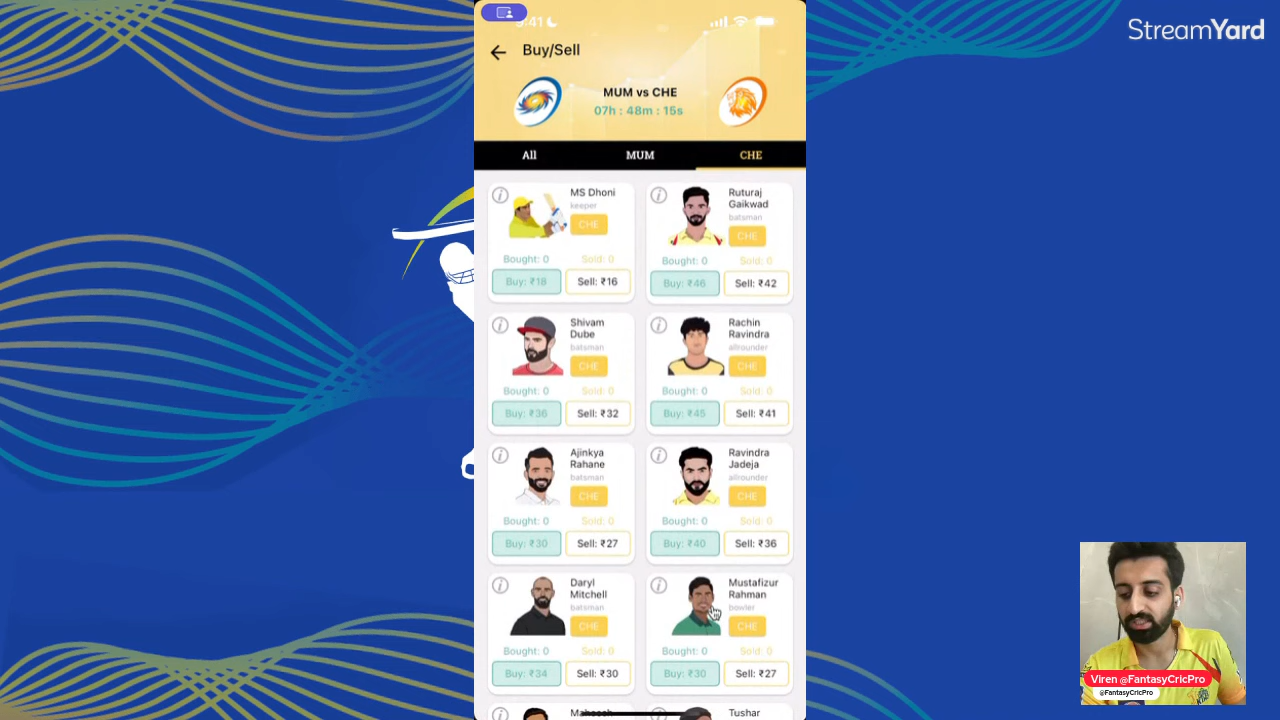 StreamYard
9:41
Buy/Sell
MUM vs CHE
07h : 48m : 15s
All
MUM
CHE
MS Dhoni
keeper
CHE
Bought: 0
Sold: 0
Buy: ₹18
Sell: ₹16
Ruturaj
Gaikwad
batsman
CHE
Bought: 0
Sold: 0
Buy: ₹46
Sell: ₹42
Shivam
Dube
batsman
CHE
Bought: 0
Sold: 0
Buy: ₹36
Sell: ₹32
Rachin
Ravindra
allrounder
CHE
Bought: 0
Sold: 0
Buy: ₹45
Sell: ₹41
Ajinkya
Rahane
batsman
CHE
Bought: 0
Sold: 0
Buy: ₹30
Sell: ₹27
Ravindra
Jadeja
allrounder
CHE
Bought: 0
Sold: 0
Buy: ₹40
Sell: ₹36
Daryl
Mitchell
batsman
CHE
Bought: 0
Sold: 0
Buy: ₹34
Sell: ₹30
Mustafizur
Rahman
bowler
CHE
Bought: 0
Sold: 0
Buy: ₹30
Sell: ₹27
Tushar
Viren @FantasyCricPro
@FantasyCricPro